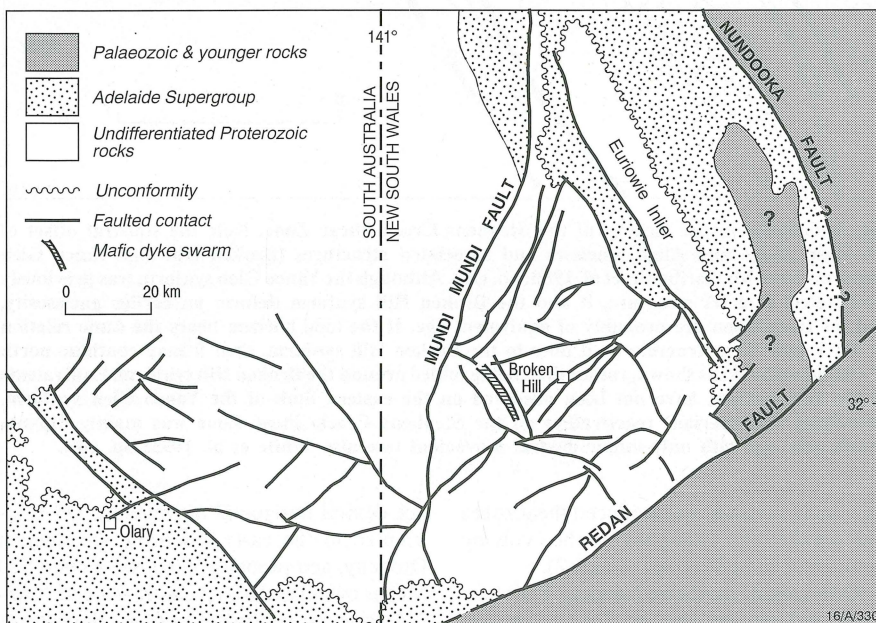 Palaeozoic & younger rocks
Adelaide Supergroup
Undifferentiated Proterozoic
rocks
Unconformity
Faulted contact
Mafic dyke swarm
20 km
141°
SOUTH AUSTRALIA
NEW SOUTH WALES
MUNDI MUNDI FAULT
Euriowie Inlier
NUNDOOKA FAULT
?
?
?
?
?
Broken
Hill
32°
REDAN FAULT
Olary
16/A/330